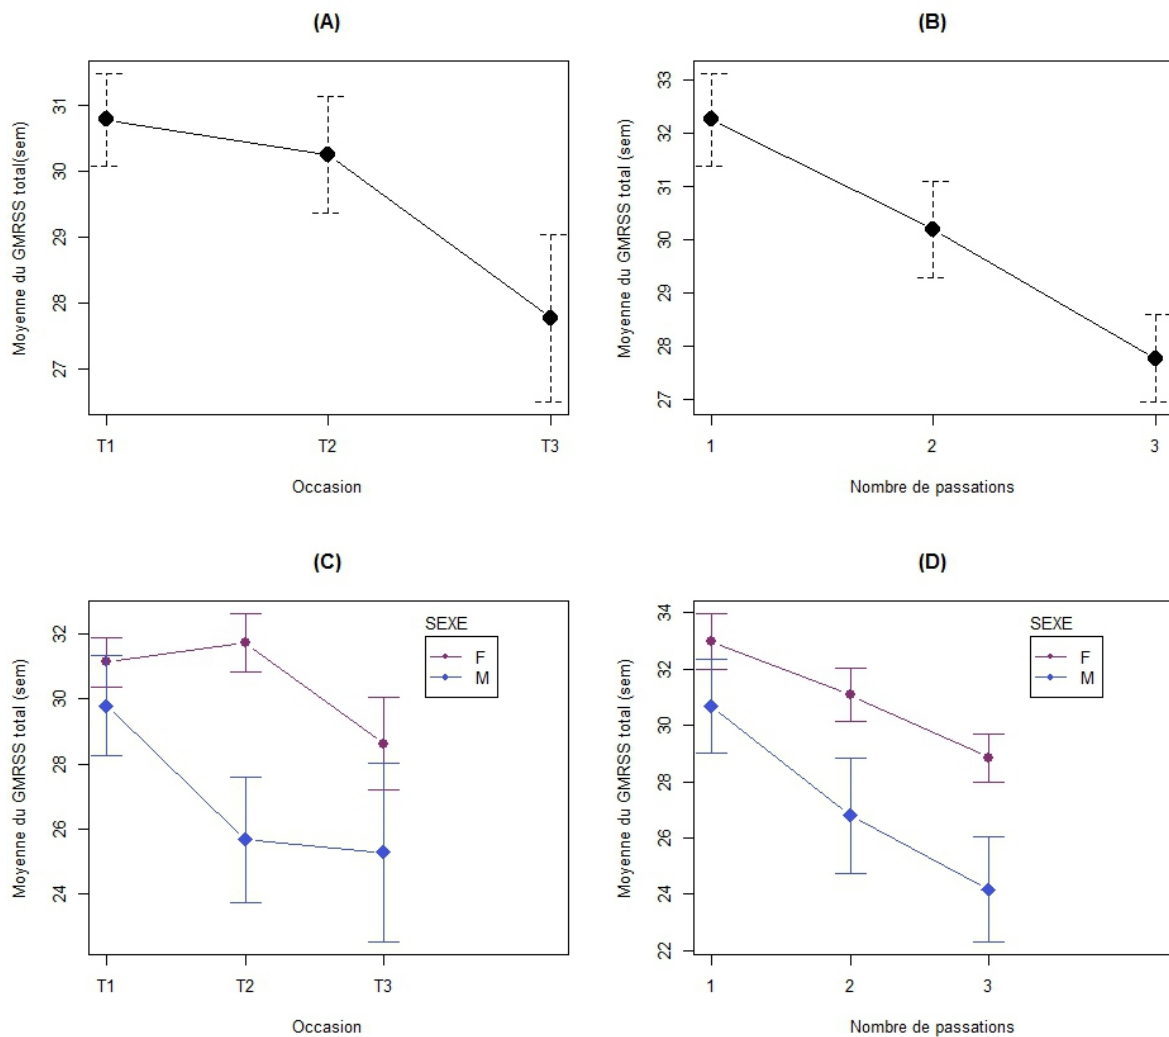 (A)
Moyenne du GMRSS total(sem)
31
30
29
28
27
T1 T2 T3
Occasion
(B)
Moyenne du GMRSS total (sem)
33
32
31
30
29
28
27
1 2 3
Nombre de passations
(C)
Moyenne du GMRSS total (sem)
32
30
28
26
24
SEXE
F
M
T1 T2 T3
Occasion
(D)
Moyenne du GMRSS total (sem)
34
32
30
28
26
24
22
SEXE
F
M
1 2 3
Nombre de passations